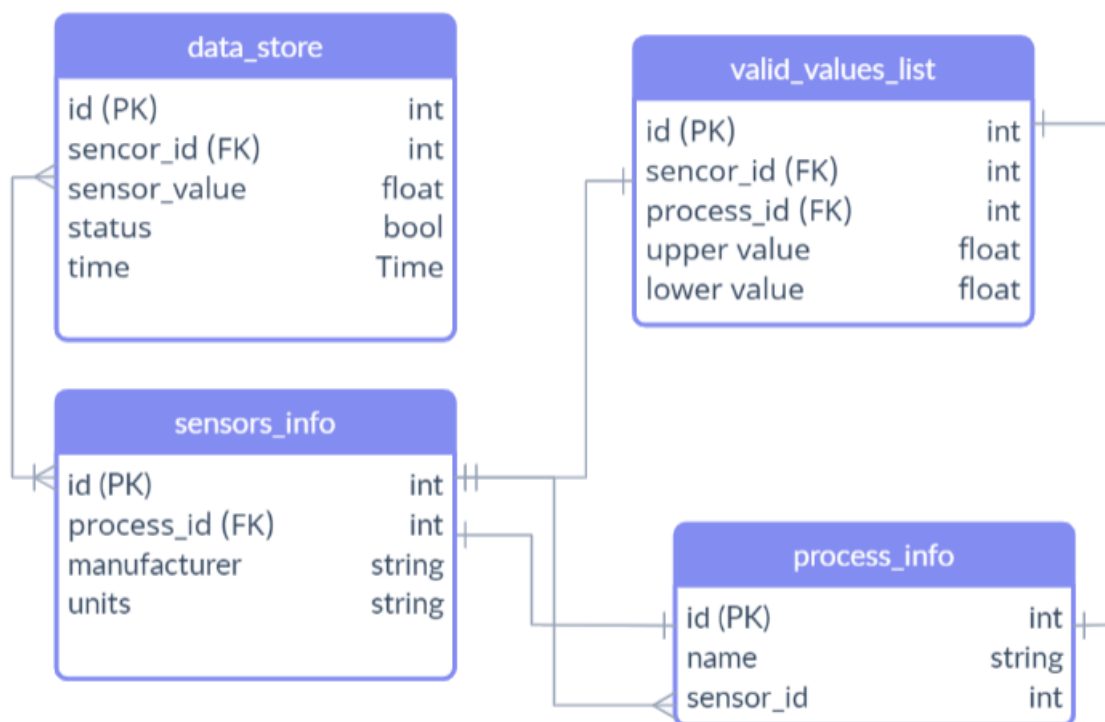 data_store
id (PK) int
sencor_id (FK) int
sensor_value float
status bool
time Time
valid_values_list
id (PK) int
sencor_id (FK) int
process_id (FK) int
upper value float
lower value float
sensors_info
id (PK) int
process_id (FK) int
manufacturer string
units string
process_info
id (PK) int
name string
sensor_id int